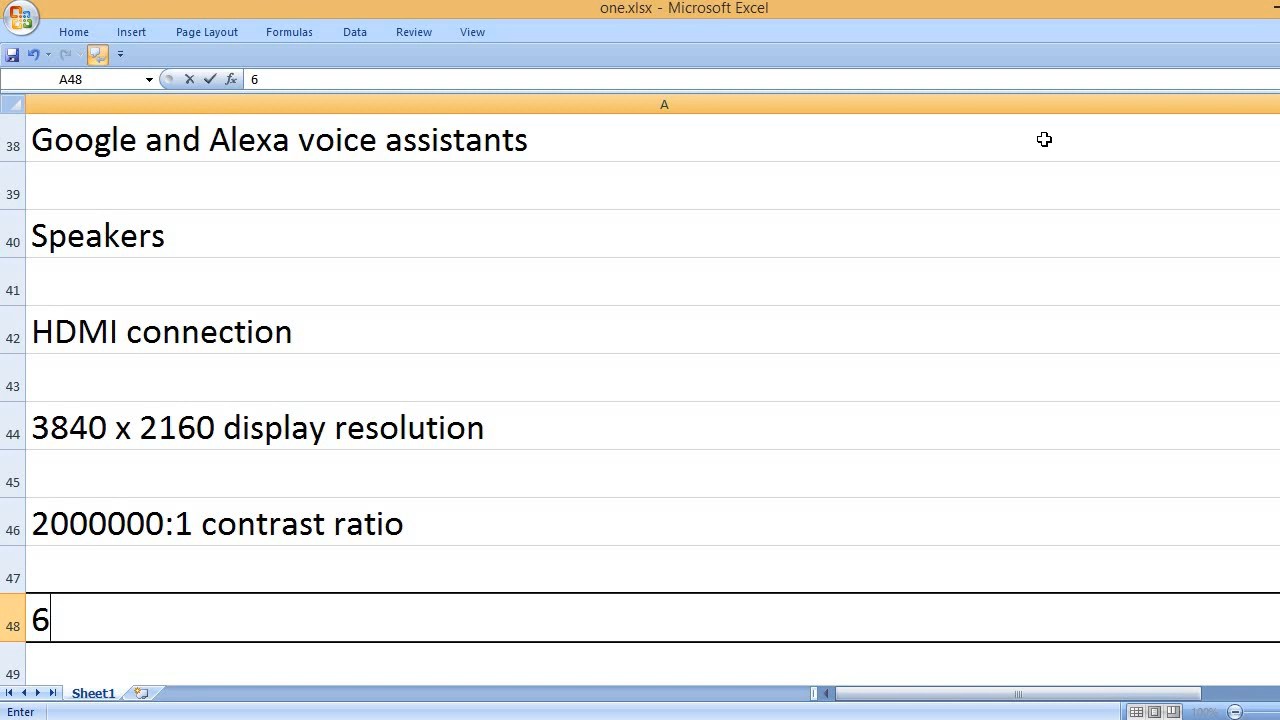 one.xlsx - Microsoft Excel
Home Insert Page Layout Formulas Data Review View
A48 fx 6
A
38 Google and Alexa voice assistants
39
40 Speakers
41
42 HDMI connection
43
44 3840 x 2160 display resolution
45
46 2000000:1 contrast ratio
47
48 6
49
Sheet1
Enter 100%